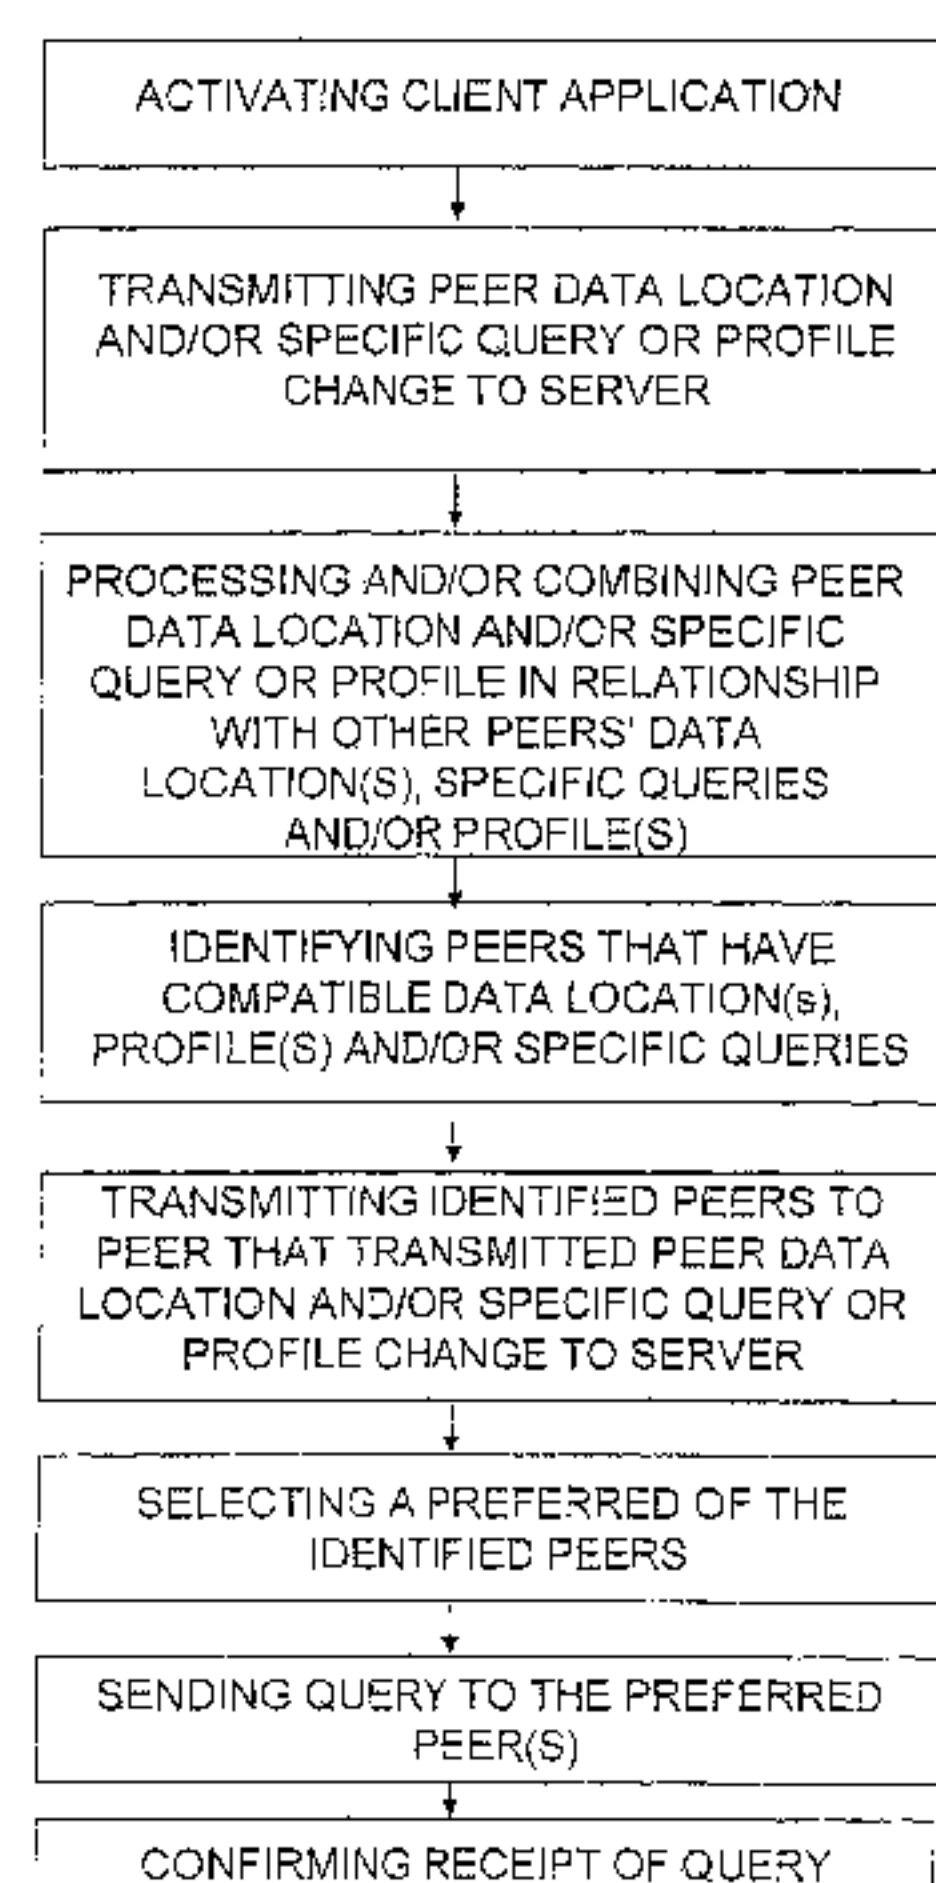 ACTIVATING CLIENT APPLICATION
TRANSMITTING PEER DATA LOCATION
AND/OR SPECIFIC QUERY OR PROFILE
CHANGE TO SERVER
PROCESSING AND/OR COMBINING PEER
DATA LOCATION AND/OR SPECIFIC
QUERY OR PROFILE IN RELATIONSHIP
WITH OTHER PEERS' DATA
LOCATION(S), SPECIFIC QUERIES
AND/OR PROFILE(S)
IDENTIFYING PEERS THAT HAVE
COMPATIBLE DATA LOCATION(s),
PROFILE(S) AND/OR SPECIFIC QUERIES
TRANSMITTING IDENTIFIED PEERS TO
PEER THAT TRANSMITTED PEER DATA
LOCATION AND/OR SPECIFIC QUERY OR
PROFILE CHANGE TO SERVER
SELECTING A PREFERRED OF THE
IDENTIFIED PEERS
SENDING QUERY TO THE PREFERRED
PEER(S)
CONFIRMING RECEIPT OF QUERY